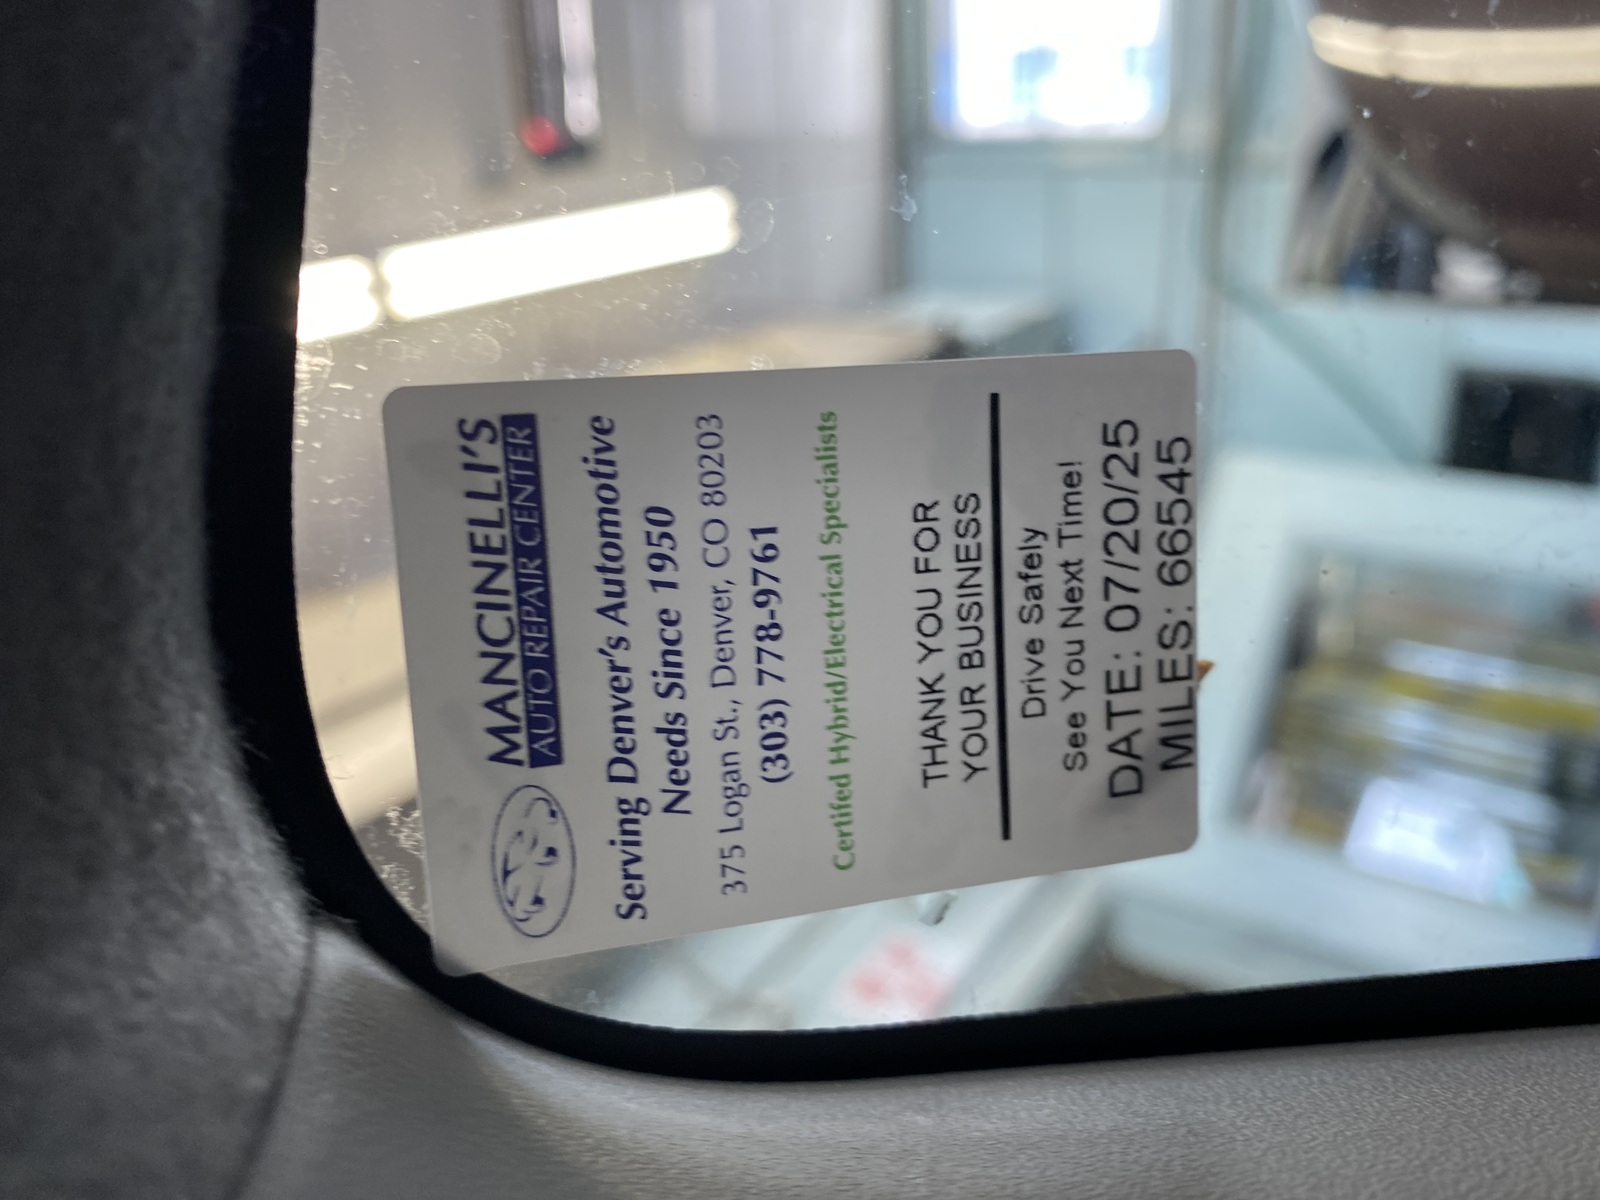 MANCINELLI'S
AUTO REPAIR CENTER
Serving Denver's Automotive
Needs Since 1950
375 Logan St., Denver, CO 80203
(303) 778-9761
Certifed Hybrid/Electrical Specialists
THANK YOU FOR
YOUR BUSINESS
Drive Safely
See You Next Time!
DATE: 07/20/25
MILES: 66545